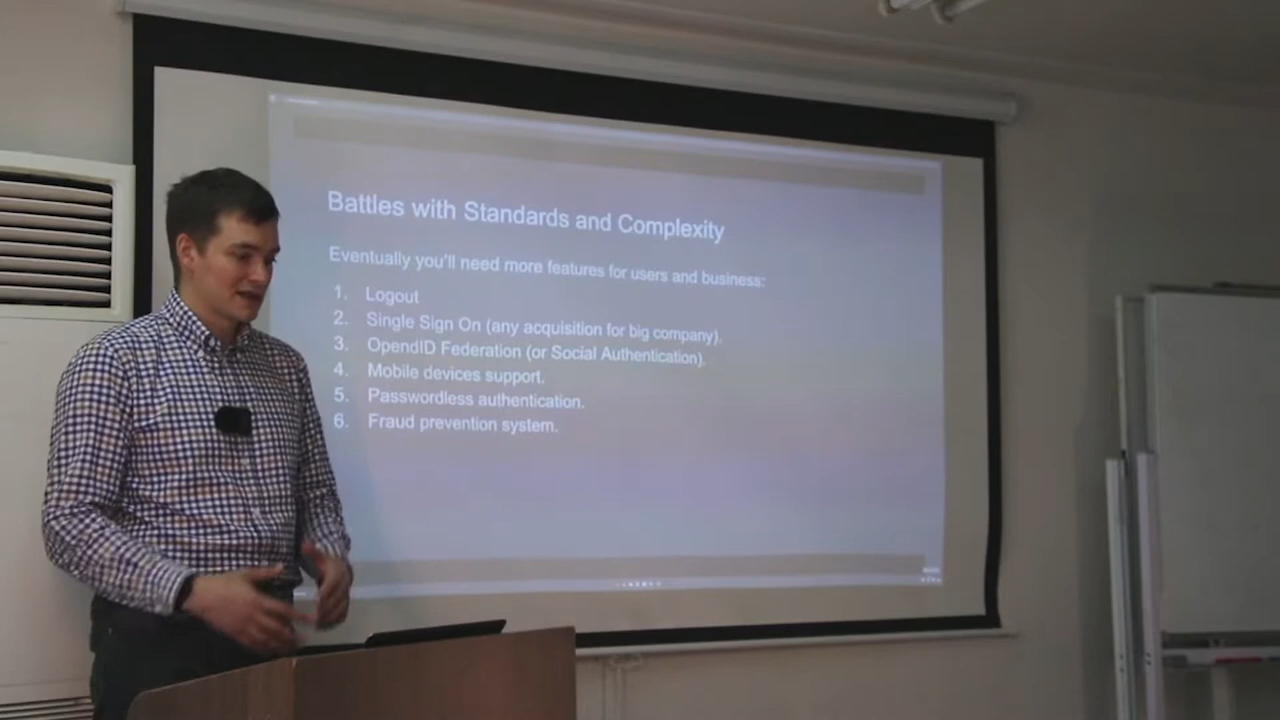 Battles with Standards and Complexity
Eventually you'll need more features for users and business:
1. Logout
2. Single Sign On (any acquisition for big company).
3. OpendID Federation (or Social Authentication).
4. Mobile devices support.
5. Passwordless authentication.
6. Fraud prevention system.